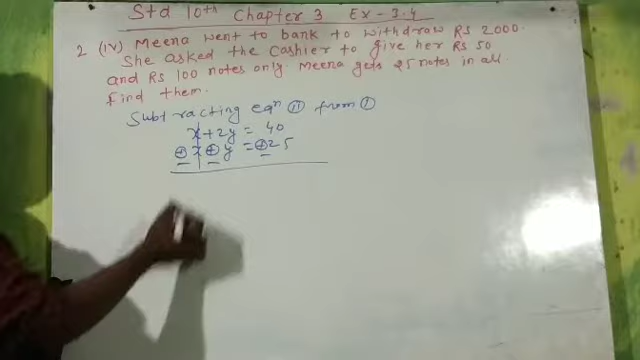 Std 10th Chapter 3 Ex-3.4
2 (iv) Meena went to bank to withdraw Rs 2000.
She asked the Cashier to give her Rs 50
and Rs 100 notes only. Meena gets 25 notes in all.
Find them.
Subtracting eqn (ii) from (i)
x + 2y = 40
x + y = 25